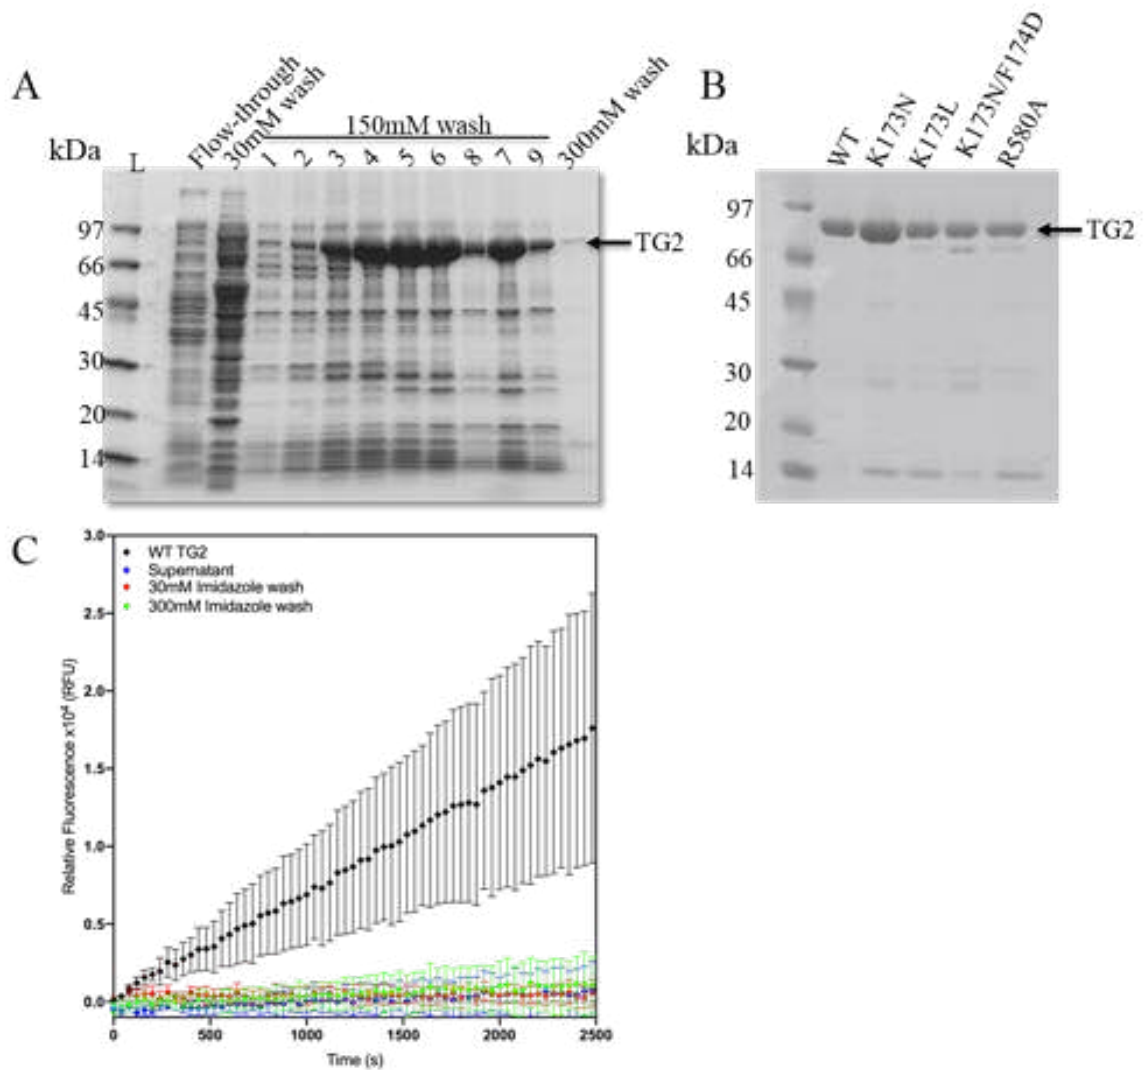 A
kDa
L
Flow-through
30mM wash
150mM wash
1 2 3 4 5 6 8 7 9
300mM wash
97
66
45
30
20
14
TG2
B
kDa
WT
K173N
K173L
K173N/F174D
R580A
97
66
45
30
20
14
TG2
C
WT TG2
Supernatant
30mM Imidazole wash
300mM Imidazole wash
3.0
2.5
2.0
1.5
1.0
0.5
0.0
Relative Fluorescence x10⁴ (RFU)
0 500 1000 1500 2000 2500
Time (s)